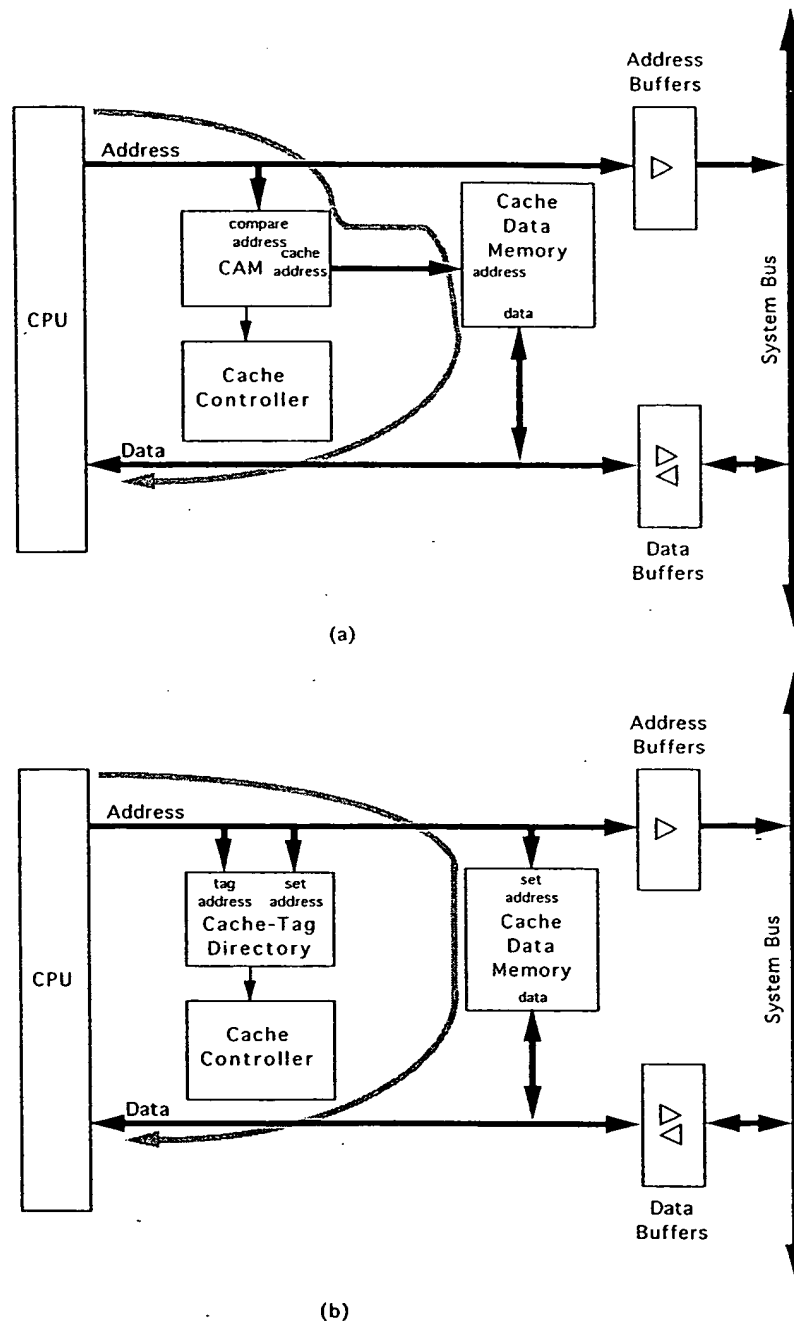 Address
Buffers
Address
compare
address
cache
CAM
address
Cache
Data
Memory
address
data
CPU
Cache
Controller
System Bus
Data
Data
Buffers
(a)
Address
Buffers
Address
tag
address
set
address
Cache-Tag
Directory
set
address
Cache
Data
Memory
data
CPU
Cache
Controller
System Bus
Data
Data
Buffers
(b)